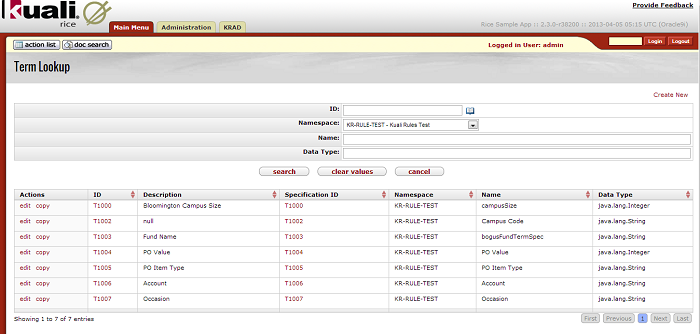 Provide Feedback
kuali
rice
Rice Sample App :: 2.3.0-r38200 :: 2013-04-05 05:15 UTC (Oracle9i)
Main Menu Administration KRAD
action list doc search Logged in User: admin Login Logout
Term Lookup
Create New
ID:
Namespace: KR-RULE-TEST - Kuali Rules Test
Name:
Data Type:
search clear values cancel
Actions ID Description Specification ID Namespace Name Data Type
edit copy T1000 Bloomington Campus Size T1000 KR-RULE-TEST campusSize java.lang.Integer
edit copy T1002 null T1002 KR-RULE-TEST Campus Code java.lang.String
edit copy T1003 Fund Name T1003 KR-RULE-TEST bogusFundTermSpec java.lang.String
edit copy T1004 PO Value T1004 KR-RULE-TEST PO Value java.lang.Integer
edit copy T1005 PO Item Type T1005 KR-RULE-TEST PO Item Type java.lang.String
edit copy T1006 Account T1006 KR-RULE-TEST Account java.lang.String
edit copy T1007 Occasion T1007 KR-RULE-TEST Occasion java.lang.String
Showing 1 to 7 of 7 entries First Previous 1 Next Last